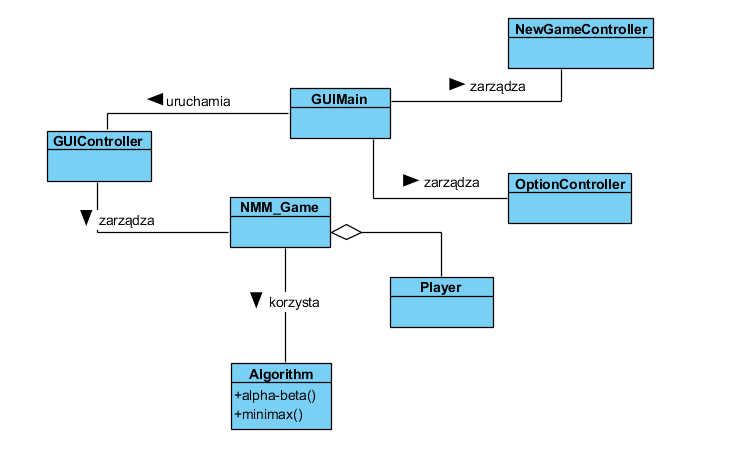 NewGameController
zarządza
GUIMain
uruchamia
GUIController
zarządza
OptionController
NMM_Game
zarządza
Player
korzysta
Algorithm
+alpha-beta()
+minimax()